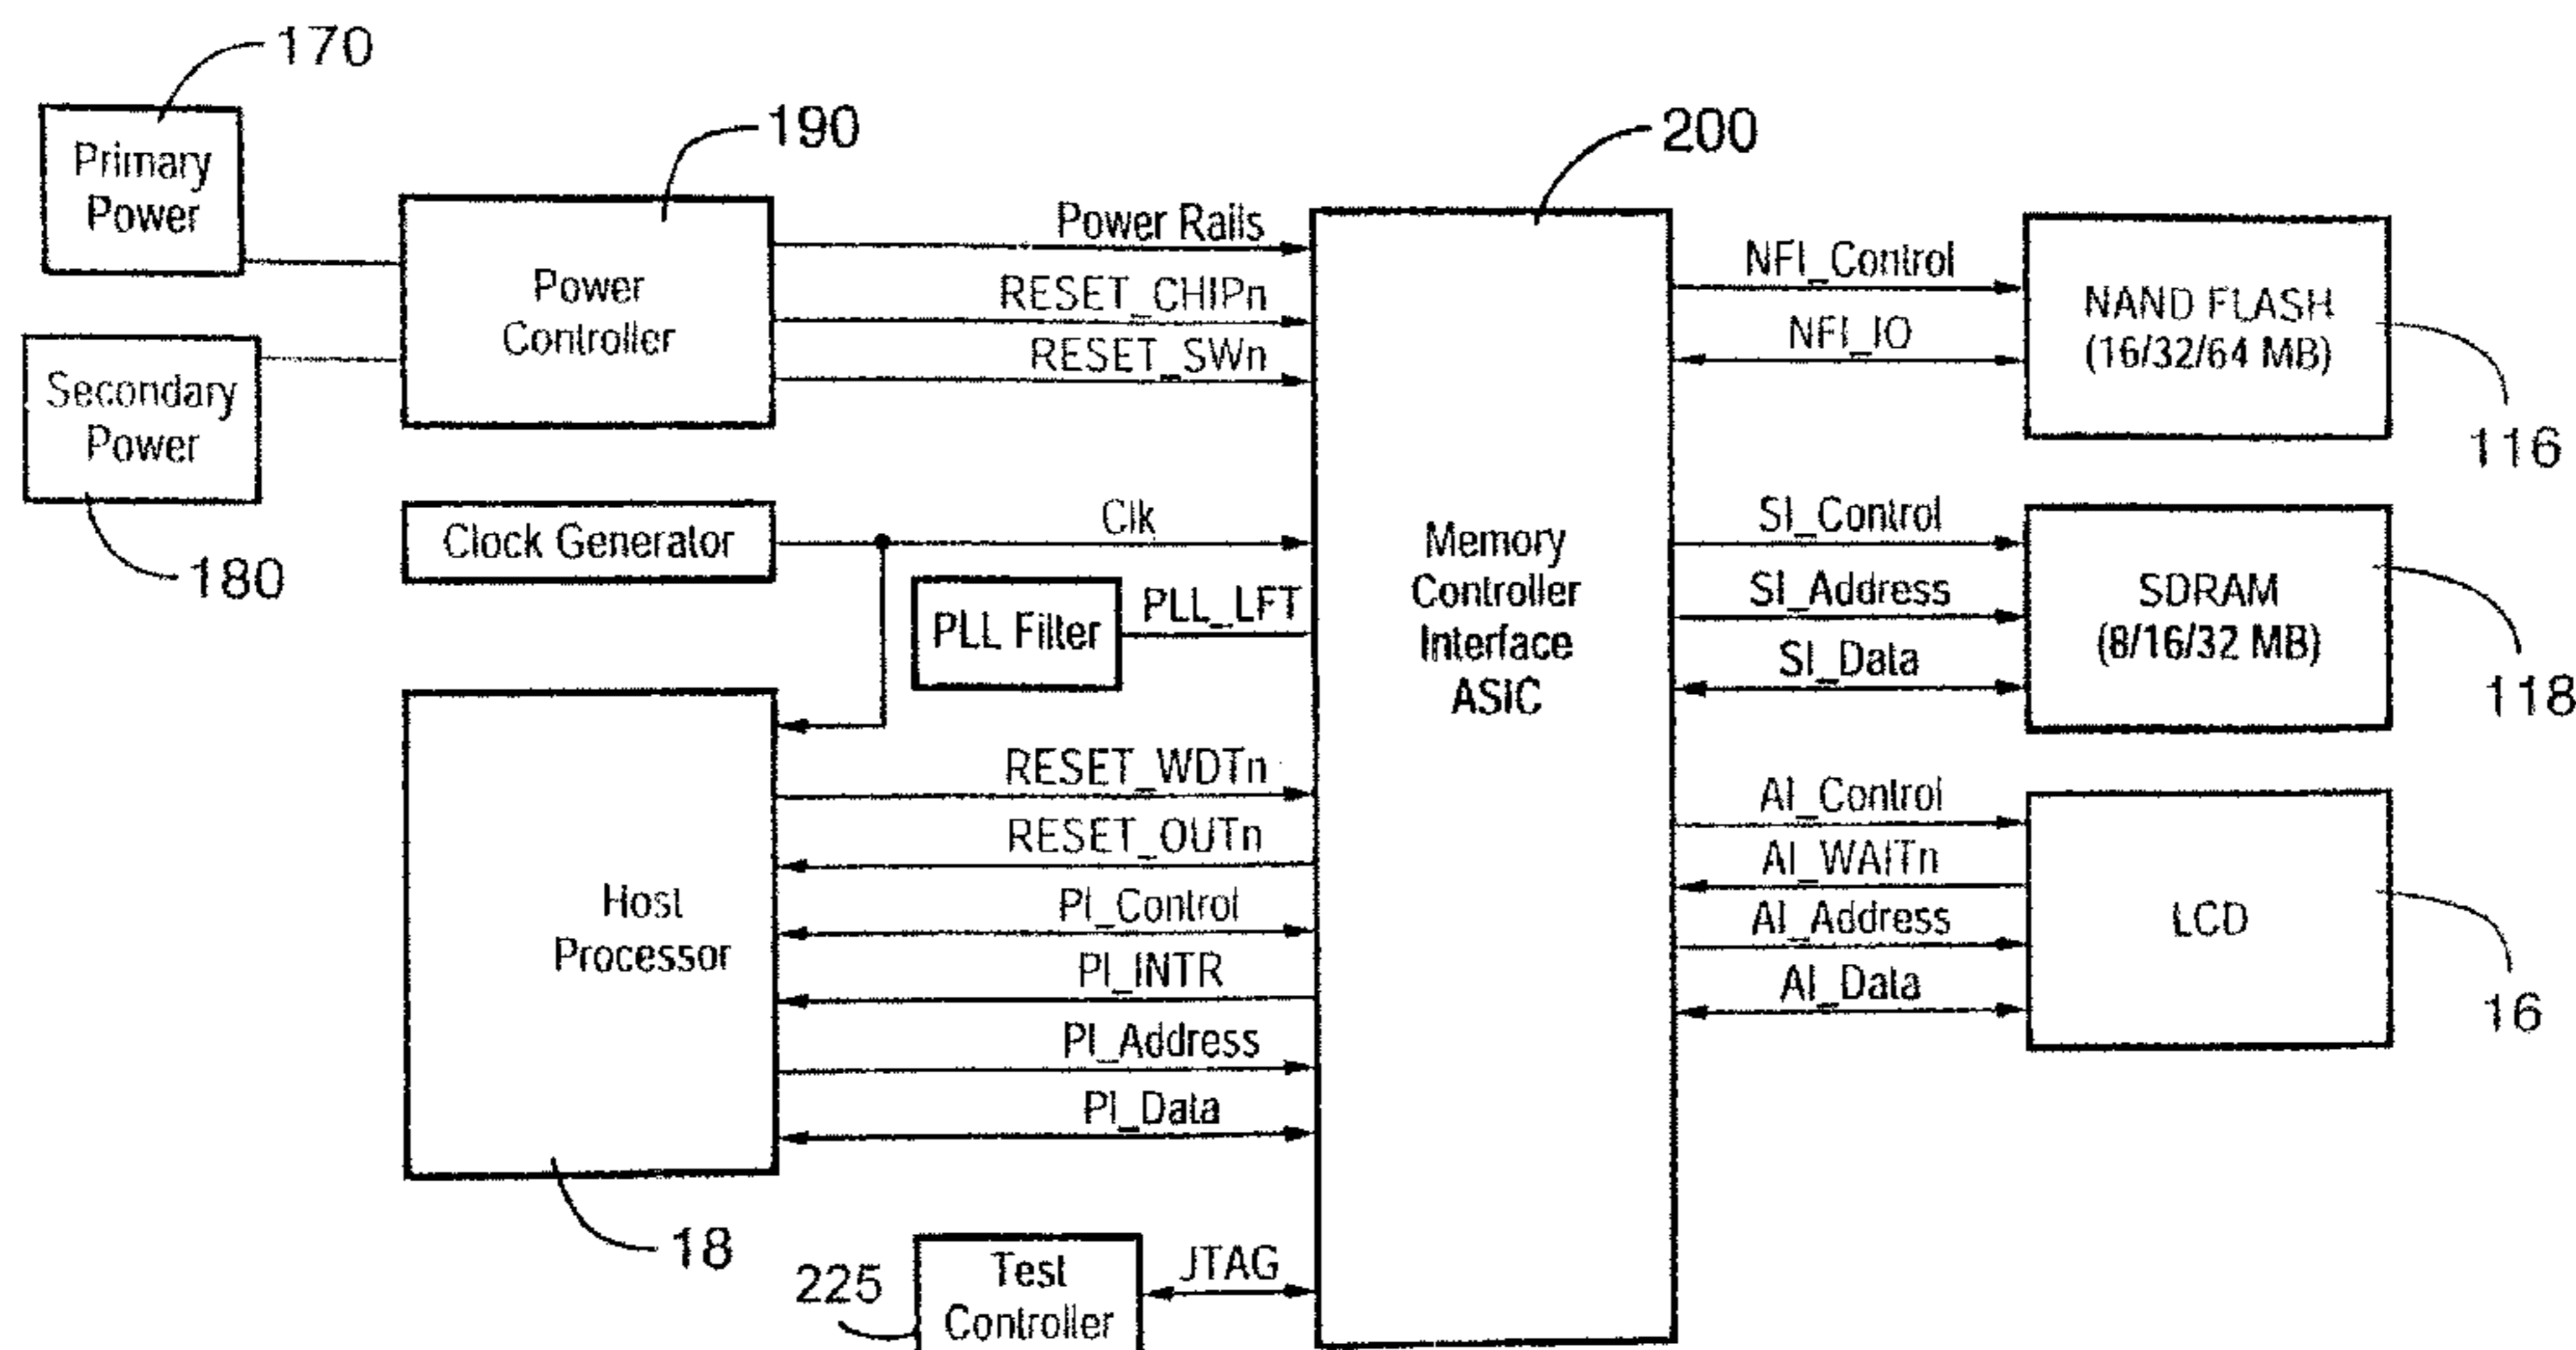 170
Primary
Power
190
Power
Controller
Secondary
Power
180
Power Rails
RESET_CHIPn
RESET_SWn
200
Memory
Controller
Interface
ASIC
NFI_Control
NFI_IO
NAND FLASH
(16/32/64 MB)
116
Clock Generator
Clk
PLL Filter
PLL_LFT
SI_Control
SI_Address
SI_Data
SDRAM
(8/16/32 MB)
118
Host
Processor
18
RESET_WDTn
RESET_OUTn
PI_Control
PI_INTR
PI_Address
PI_Data
AI_Control
AI_WAITn
AI_Address
AI_Data
LCD
16
225
Test
Controller
JTAG